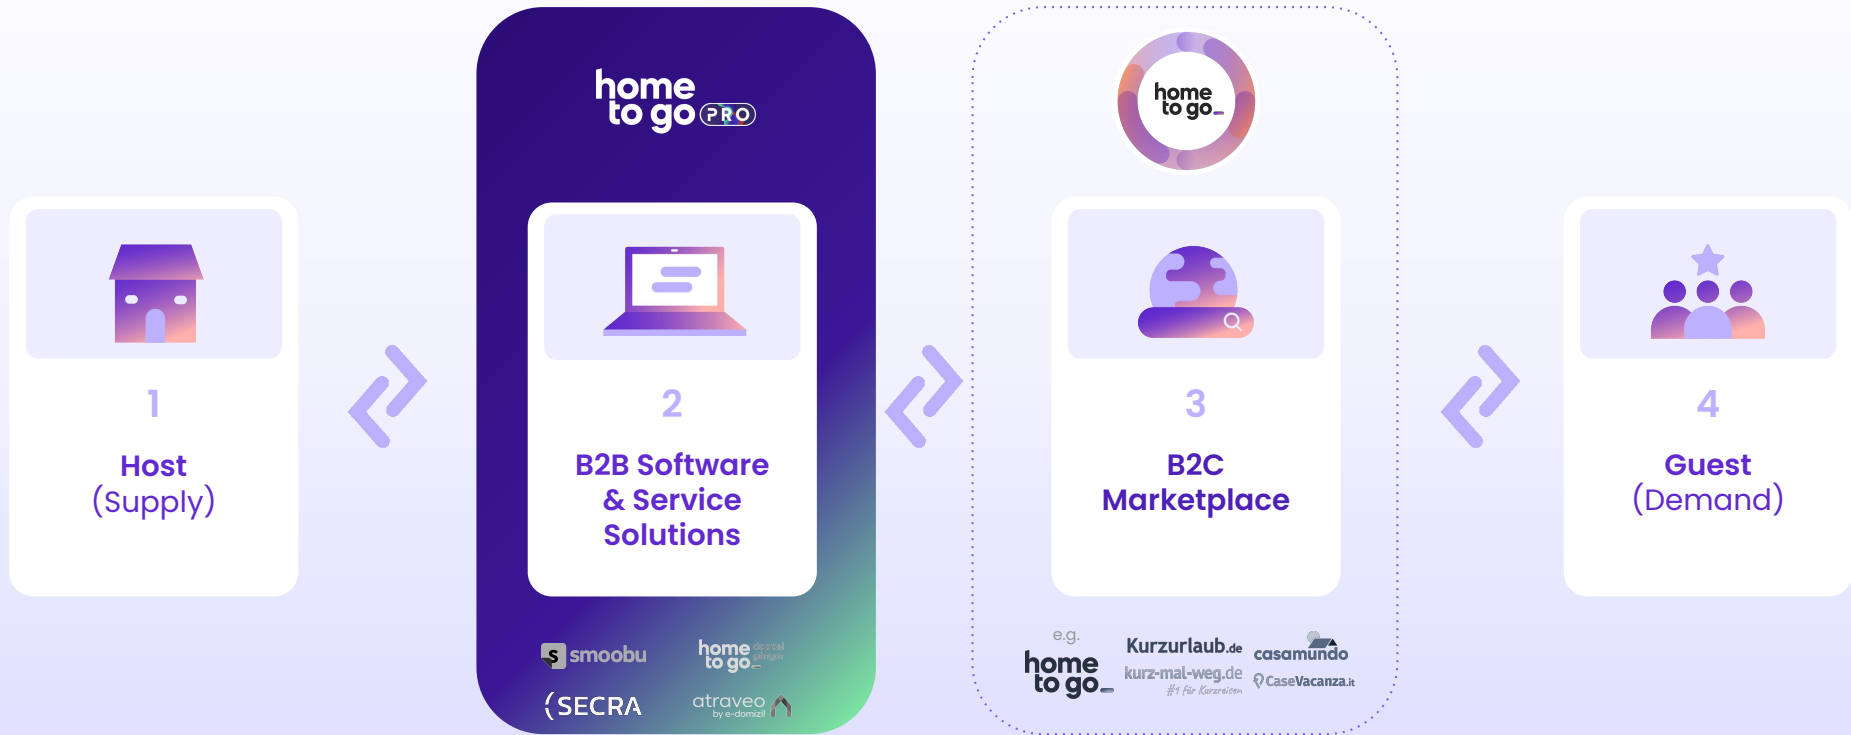 home
to go PRO
home
to go
1
Host
(Supply)
2
B2B Software
& Service
Solutions
3
B2C
Marketplace
4
Guest
(Demand)
S smoobu
home
to go
SECRA
atraveo
by e-domizil
e.g.
home
to go
Kurzurlaub.de
kurz-mal-weg.de
#1 für Kurzreisen
casamundo
CaseVacanza.it